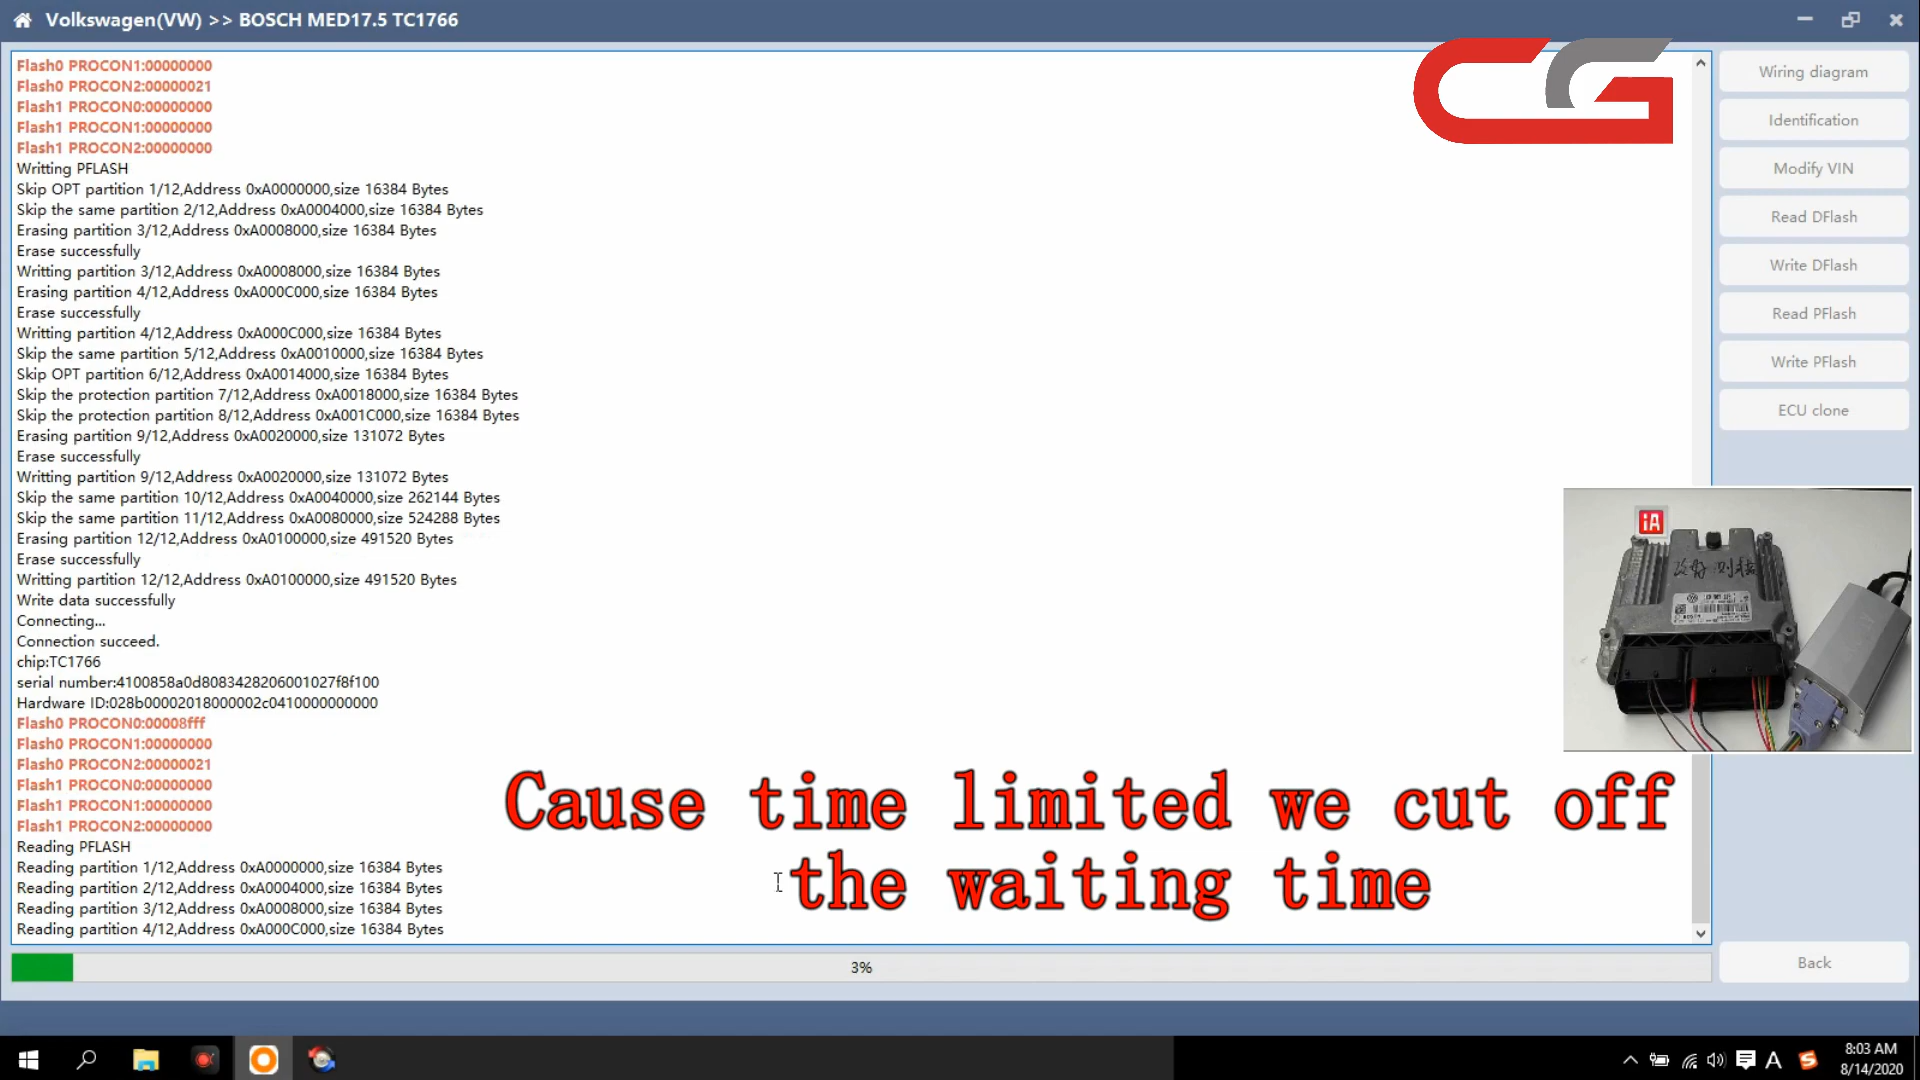 Volkswagen(VW) >> BOSCH MED17.5 TC1766
Flash0 PROCON1:00000000
Flash0 PROCON2:00000021
Flash1 PROCON0:00000000
Flash1 PROCON1:00000000
Flash1 PROCON2:00000000
Writting PFLASH
Skip OPT partition 1/12,Address 0xA0000000,size 16384 Bytes
Skip the same partition 2/12,Address 0xA0004000,size 16384 Bytes
Erasing partition 3/12,Address 0xA0008000,size 16384 Bytes
Erase successfully
Writting partition 3/12,Address 0xA0008000,size 16384 Bytes
Erasing partition 4/12,Address 0xA000C000,size 16384 Bytes
Erase successfully
Writting partition 4/12,Address 0xA000C000,size 16384 Bytes
Skip the same partition 5/12,Address 0xA0010000,size 16384 Bytes
Skip OPT partition 6/12,Address 0xA0014000,size 16384 Bytes
Skip the protection partition 7/12,Address 0xA0018000,size 16384 Bytes
Skip the protection partition 8/12,Address 0xA001C000,size 16384 Bytes
Erasing partition 9/12,Address 0xA0020000,size 131072 Bytes
Erase successfully
Writting partition 9/12,Address 0xA0020000,size 131072 Bytes
Skip the same partition 10/12,Address 0xA0040000,size 262144 Bytes
Skip the same partition 11/12,Address 0xA0080000,size 524288 Bytes
Erasing partition 12/12,Address 0xA0100000,size 491520 Bytes
Erase successfully
Writting partition 12/12,Address 0xA0100000,size 491520 Bytes
Write data successfully
Connecting...
Connection succeed.
chip:TC1766
serial number:4100858a0d8083428206001027f8f100
Hardware ID:028b00002018000002c0410000000000
Flash0 PROCON0:00008fff
Flash0 PROCON1:00000000
Flash0 PROCON2:00000021
Flash1 PROCON0:00000000
Flash1 PROCON1:00000000
Flash1 PROCON2:00000000
Reading PFLASH
Reading partition 1/12,Address 0xA0000000,size 16384 Bytes
Reading partition 2/12,Address 0xA0004000,size 16384 Bytes
Reading partition 3/12,Address 0xA0008000,size 16384 Bytes
Reading partition 4/12,Address 0xA000C000,size 16384 Bytes
3%
CG
Wiring diagram
Identification
Modify VIN
Read DFlash
Write DFlash
Read PFlash
Write PFlash
ECU clone
iA
Cause time limited we cut off
the waiting time
Back
A
S
8:03 AM
8/14/2020